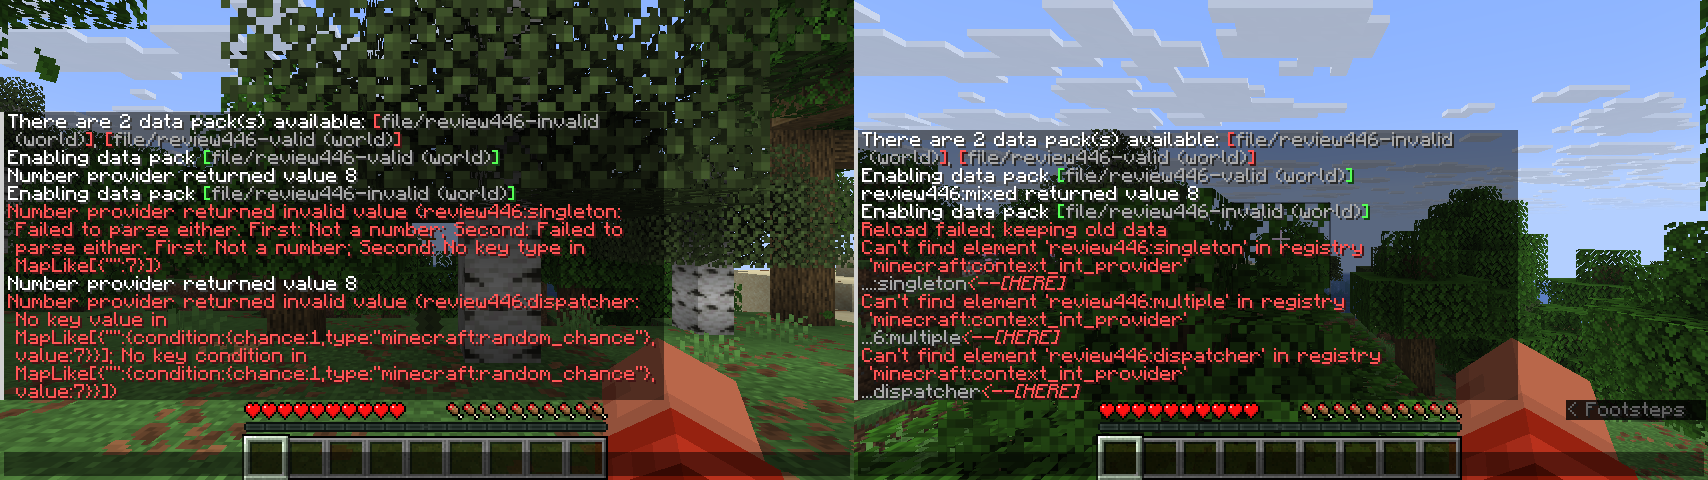 There are 2 data pack(s) available: [file/review446-invalid
(world)], [file/review446-valid (world)]
Enabling data pack [file/review446-valid (world)]
Number provider returned value 8
Enabling data pack [file/review446-invalid (world)]
Number provider returned invalid value (review446:singleton:
Failed to parse either. First: Not a number; Second: Failed to
parse either. First: Not a number; Second: No key type in
MapLike[{"":7}])
Number provider returned value 8
Number provider returned invalid value (review446:dispatcher:
No key value in
MapLike[{"":{condition:{chance:1,type:"minecraft:random_chance"},
value:7}}]; No key condition in
MapLike[{"":{condition:{chance:1,type:"minecraft:random_chance"},
value:7}}])
There are 2 data pack(s) available: [file/review446-invalid
(world)], [file/review446-valid (world)]
Enabling data pack [file/review446-valid (world)]
review446:mixed returned value 8
Enabling data pack [file/review446-invalid (world)]
Reload failed; keeping old data
Can't find element 'review446:singleton' in registry
'minecraft:context_int_provider'
...:singleton<--[HERE]
Can't find element 'review446:multiple' in registry
'minecraft:context_int_provider'
...6:multiple<--[HERE]
Can't find element 'review446:dispatcher' in registry
'minecraft:context_int_provider'
...dispatcher<--[HERE]
< Footsteps